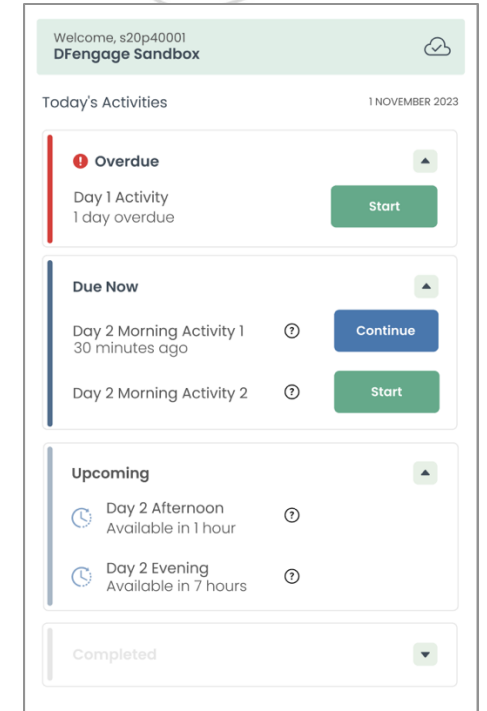 Welcome, s20p40001
DFengage Sandbox
Today's Activities 1 NOVEMBER 2023
Overdue
Day 1 Activity
1 day overdue
Start
Due Now
Day 2 Morning Activity 1
30 minutes ago
Continue
Day 2 Morning Activity 2
Start
Upcoming
Day 2 Afternoon
Available in 1 hour
Day 2 Evening
Available in 7 hours
Completed